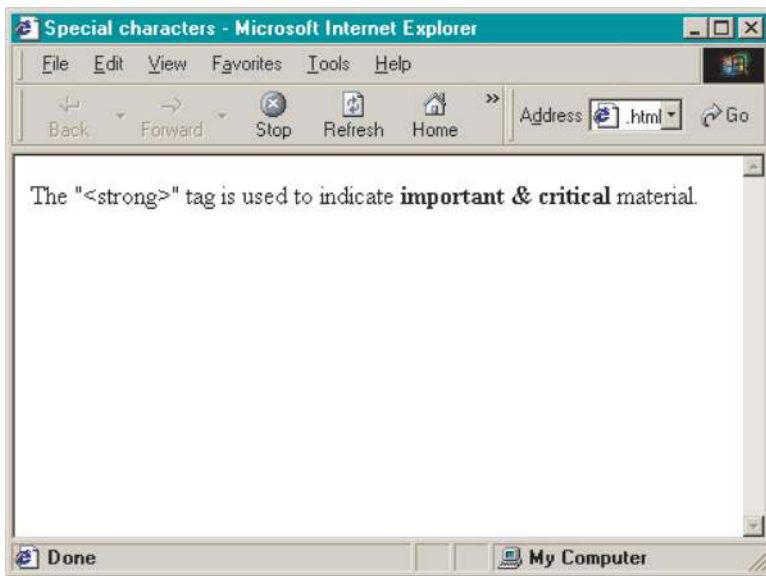 Special characters - Microsoft Internet Explorer
File Edit View Favorites Tools Help
Back Forward Stop Refresh Home » Address .html Go
The "<strong>" tag is used to indicate important & critical material.
Done My Computer